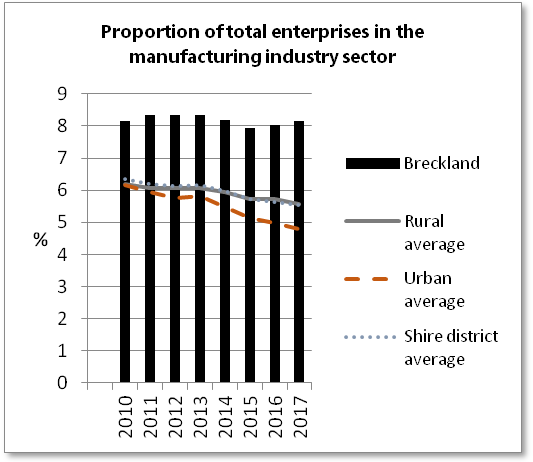 Proportion of total enterprises in the
manufacturing industry sector
9
8
7
6
5
4
3
2
1
0
%
2010
2011
2012
2013
2014
2015
2016
2017
Breckland
Rural
average
Urban
average
Shire district
average